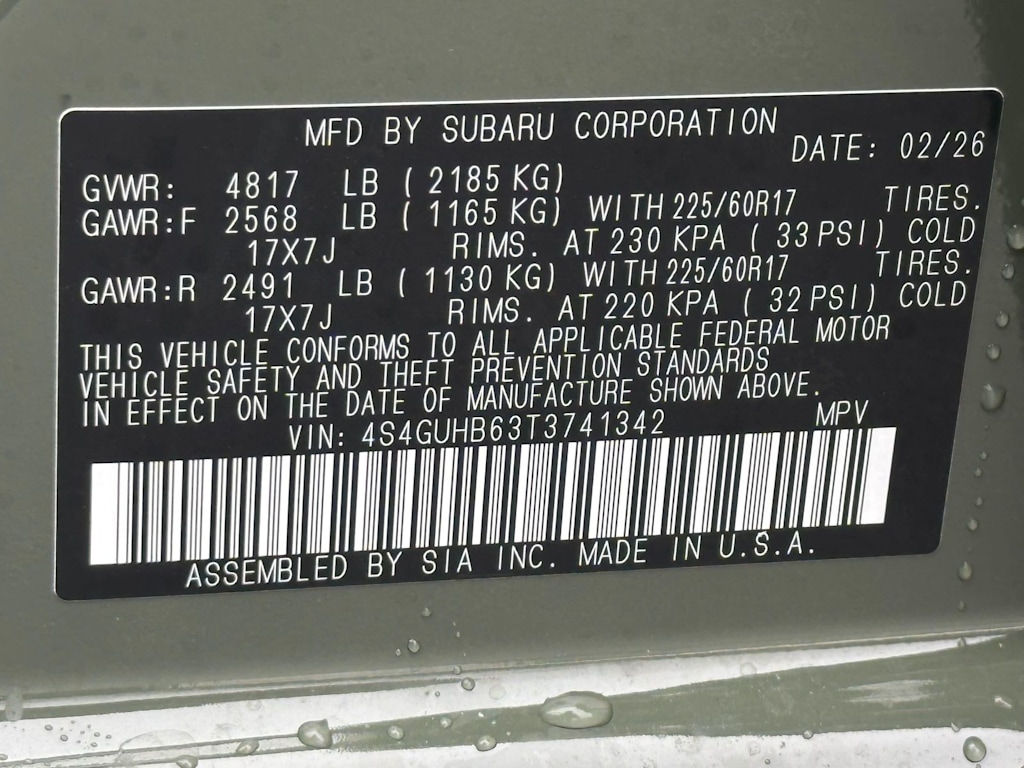 MFD BY SUBARU CORPORATION
DATE: 02/26
GVWR: 4817 LB ( 2185 KG)
GAWR:F 2568 LB ( 1165 KG) WITH 225/60R17 TIRES.
17X7J RIMS. AT 230 KPA ( 33 PSI) COLD
GAWR:R 2491 LB ( 1130 KG) WITH 225/60R17 TIRES.
17X7J RIMS. AT 220 KPA ( 32 PSI) COLD
THIS VEHICLE CONFORMS TO ALL APPLICABLE FEDERAL MOTOR
VEHICLE SAFETY AND THEFT PREVENTION STANDARDS
IN EFFECT ON THE DATE OF MANUFACTURE SHOWN ABOVE.
VIN: 4S4GUHB63T3741342 MPV
ASSEMBLED BY SIA INC. MADE IN U.S.A.